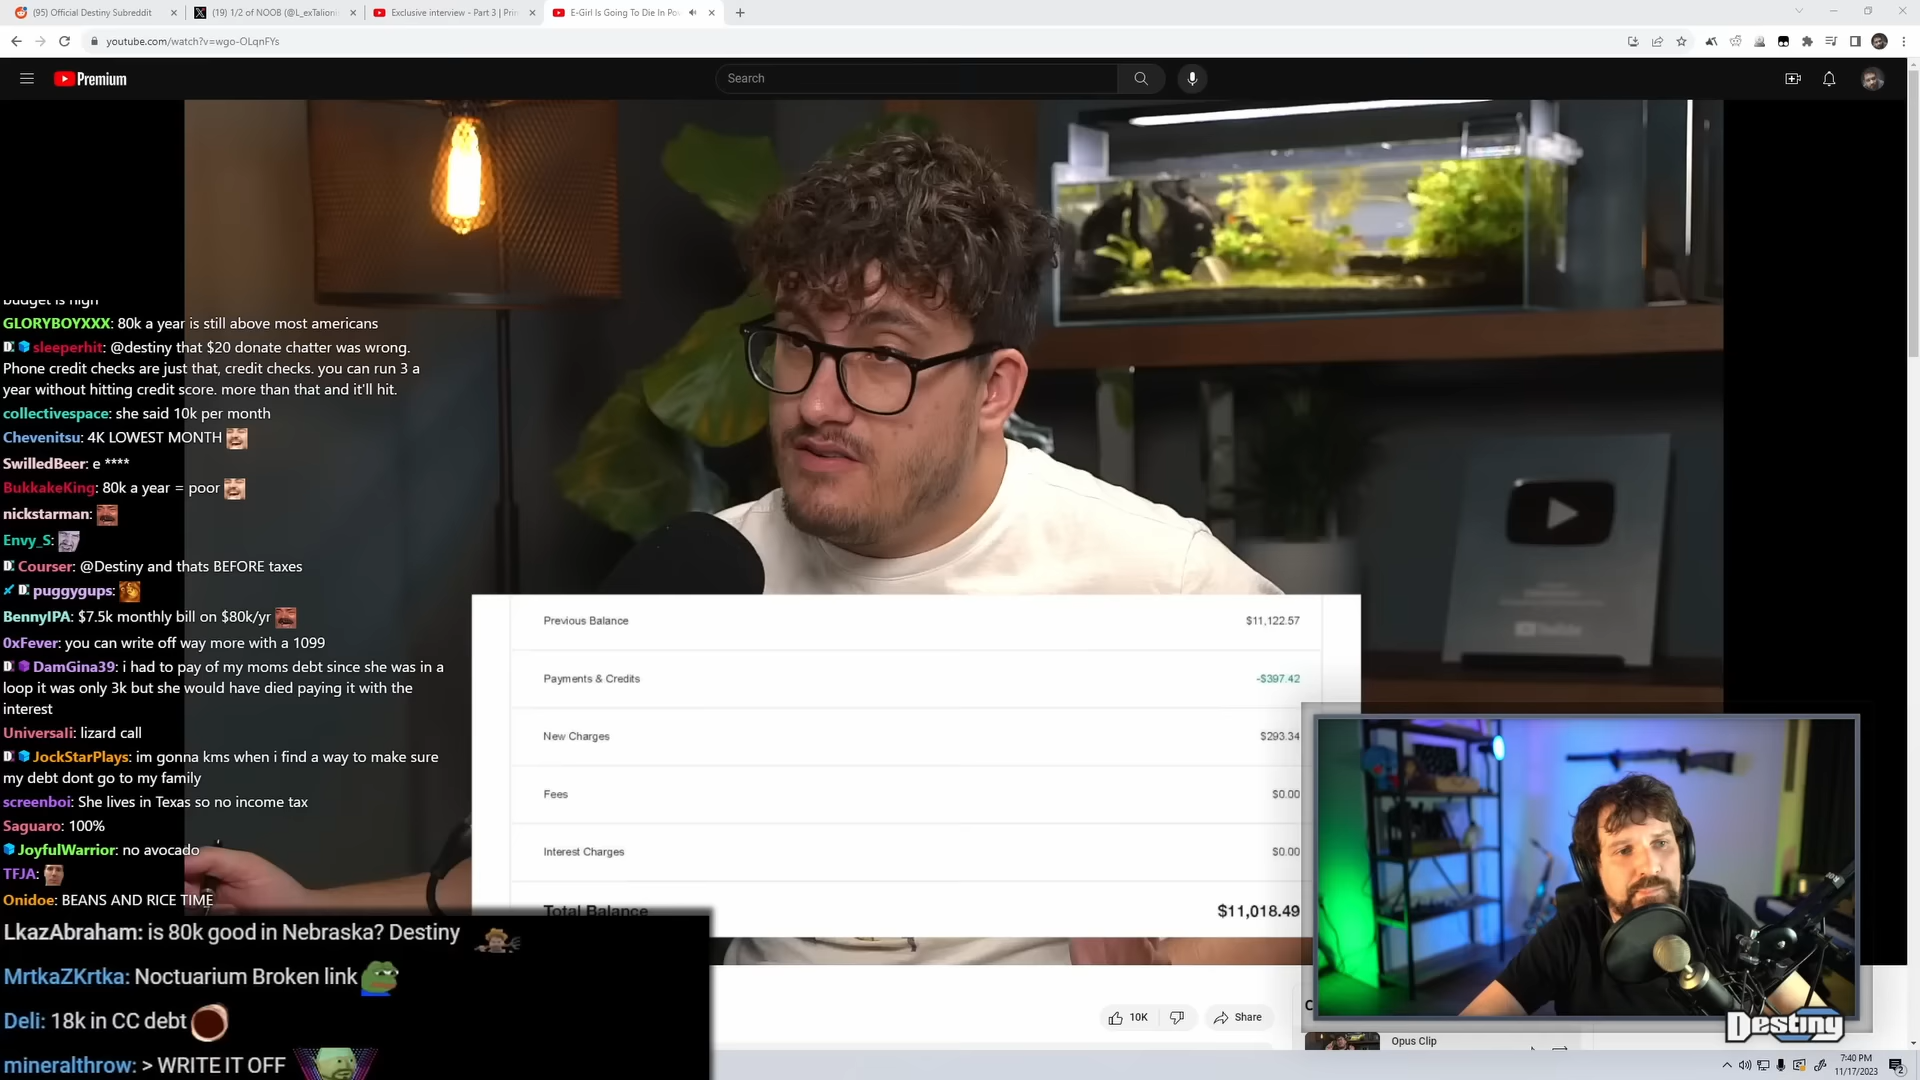 (95) Official Destiny Subreddit
(19) 1/2 of NOOB (@L_exTalioni
Exclusive interview - Part 3 | Prin
E-Girl Is Going To Die In Pov
youtube.com/watch?v=wgo-OLqnFYs
Premium
Search
budget is high
GLORYBOYXXX: 80k a year is still above most americans
sleeperhit: @destiny that $20 donate chatter was wrong.
Phone credit checks are just that, credit checks. you can run 3 a
year without hitting credit score. more than that and it'll hit.
collectivespace: she said 10k per month
Chevenitsu: 4K LOWEST MONTH
SwilledBeer: e ****
BukkakeKing: 80k a year = poor
nickstarman:
Envy_S:
Courser: @Destiny and thats BEFORE taxes
puggygups:
BennyIPA: $7.5k monthly bill on $80k/yr
0xFever: you can write off way more with a 1099
DamGina39: i had to pay of my moms debt since she was in a
loop it was only 3k but she would have died paying it with the
interest
Universali: lizard call
JockStarPlays: im gonna kms when i find a way to make sure
my debt dont go to my family
screenboi: She lives in Texas so no income tax
Saguaro: 100%
JoyfulWarrior: no avocado
TFJA:
Onidoe: BEANS AND RICE TIME
LkazAbraham: is 80k good in Nebraska? Destiny
MrtkaZKrtka: Noctuarium Broken link
Deli: 18k in CC debt
mineralthrow: > WRITE IT OFF
Previous Balance $11,122.57
Payments & Credits -$397.42
New Charges $293.34
Fees $0.00
Interest Charges $0.00
Total Balance $11,018.49
10K
Share
Opus Clip
Destiny
7:40 PM
11/17/2023